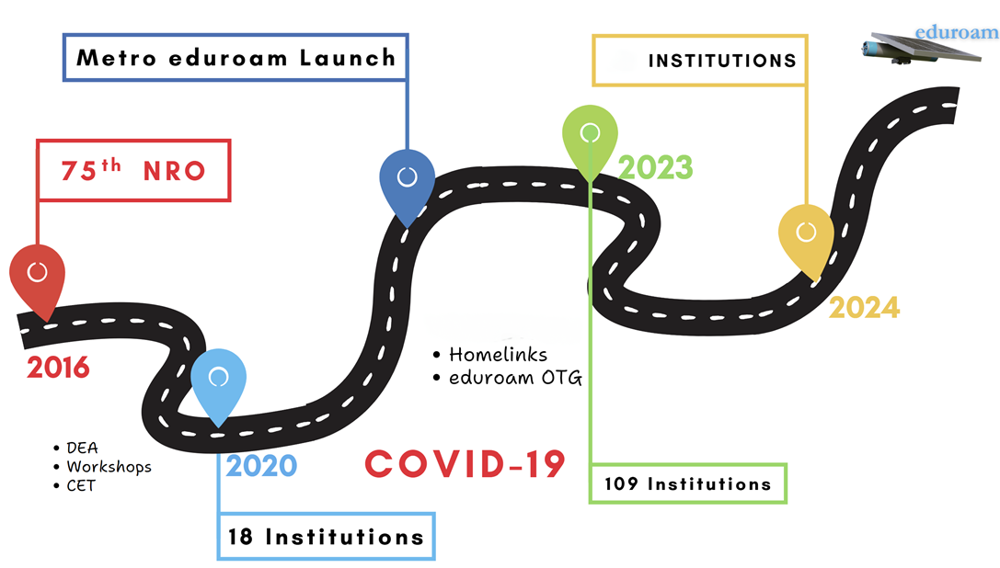 eduroam
Metro eduroam Launch
INSTITUTIONS
75th NRO
2023
2016
2024
• Homelinks
• eduroam OTG
• DEA
• Workshops
• CET
2020
COVID-19
109 Institutions
18 Institutions